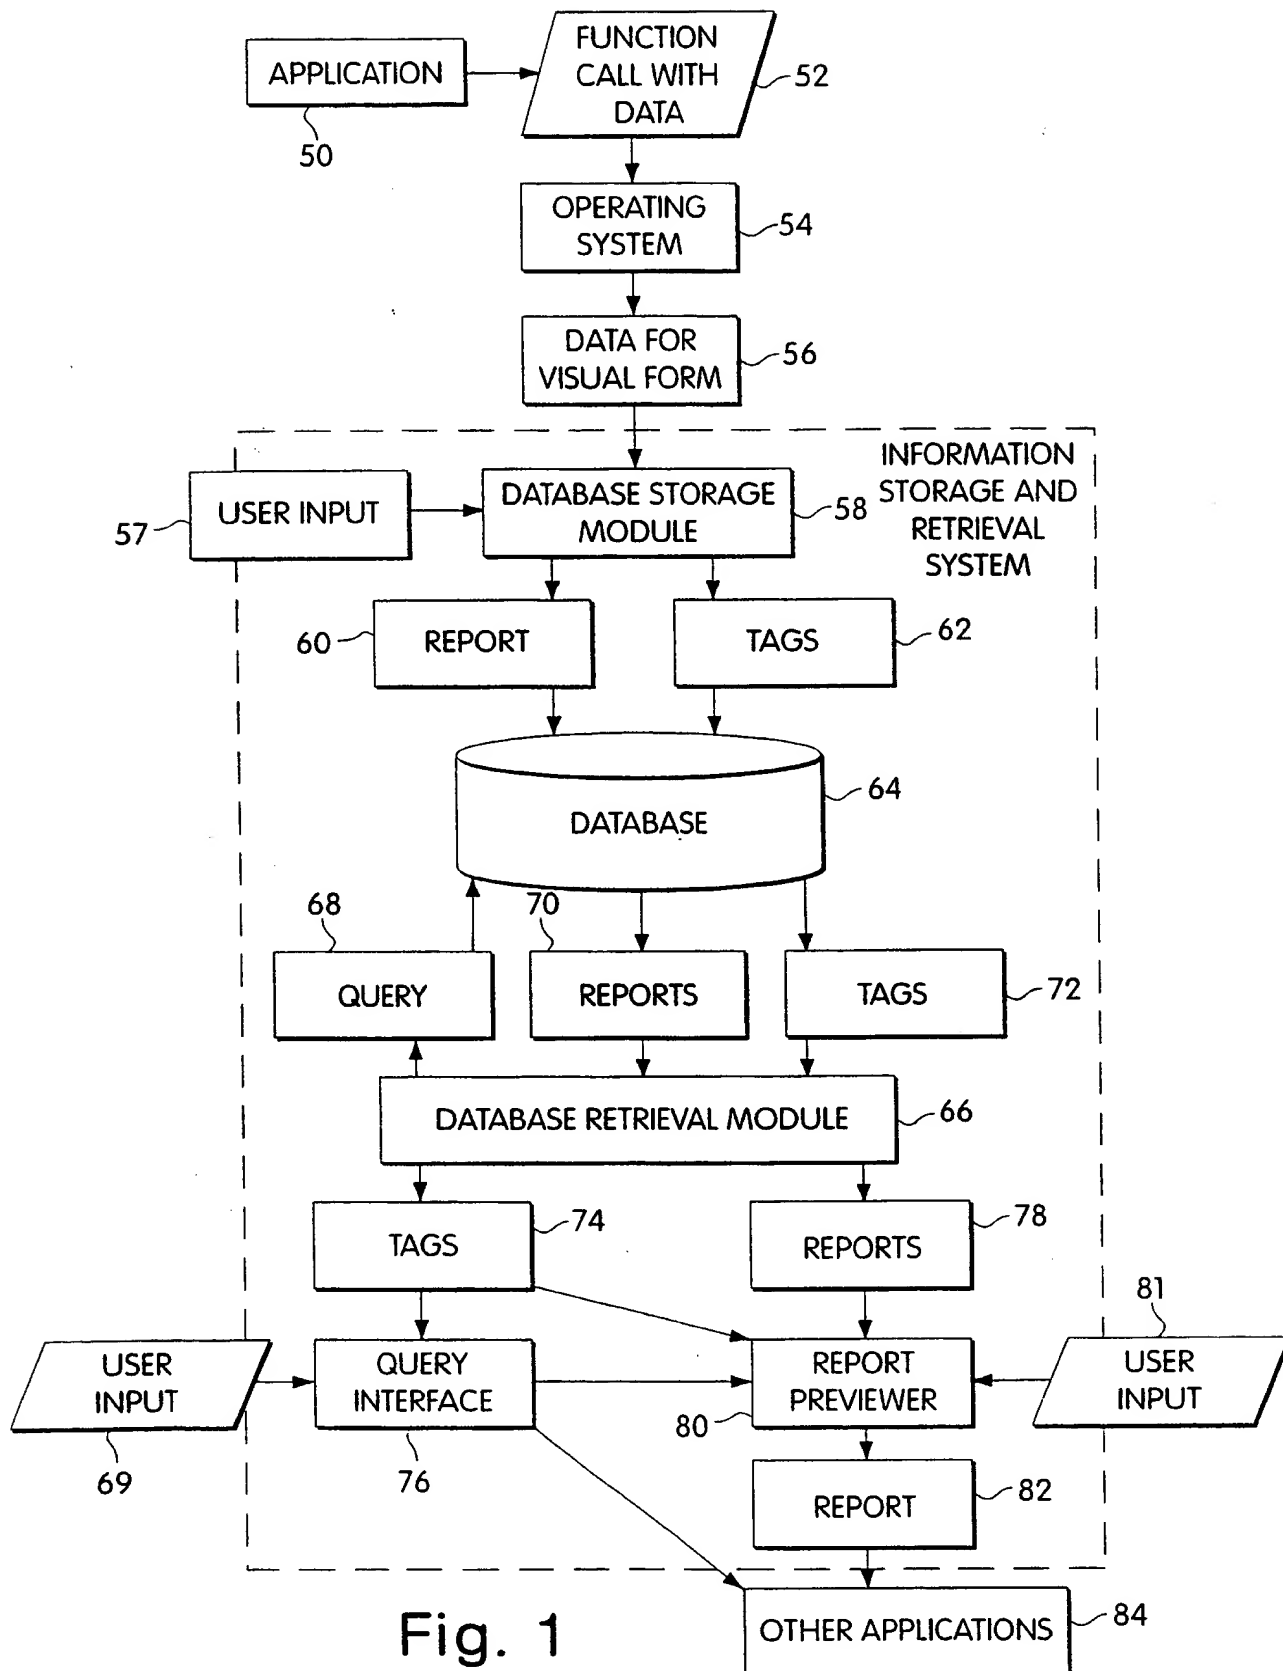 FUNCTION
CALL WITH
DATA
52
APPLICATION
50
OPERATING
SYSTEM
54
DATA FOR
VISUAL FORM
56
INFORMATION
STORAGE AND
RETRIEVAL
SYSTEM
USER INPUT
57
DATABASE STORAGE
MODULE
58
60
REPORT
TAGS
62
DATABASE
64
68
70
QUERY
REPORTS
TAGS
72
DATABASE RETRIEVAL MODULE
66
TAGS
74
REPORTS
78
81
USER
INPUT
69
QUERY
INTERFACE
76
REPORT
PREVIEWER
80
USER
INPUT
REPORT
82
OTHER APPLICATIONS
84
Fig. 1